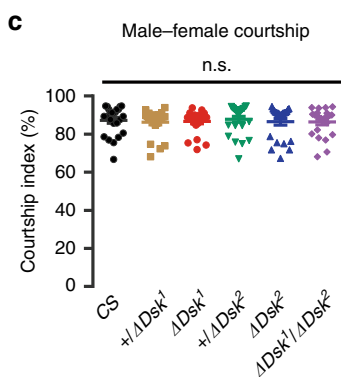 c
Male–female courtship
n.s.
Courtship index (%)
100
80
60
40
20
0
CS
+/ΔDsk¹
ΔDsk¹
+/ΔDsk²
ΔDsk²
ΔDsk¹/ΔDsk²